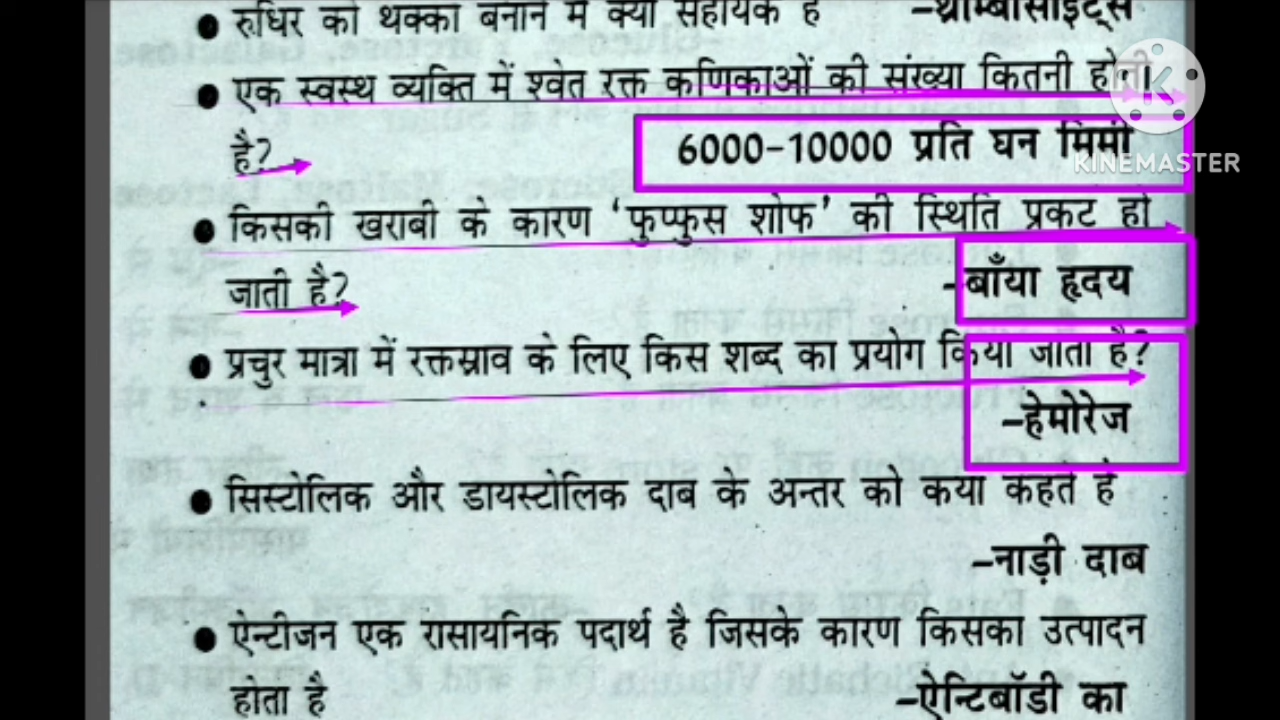 • रुधिर को थक्का बनाने में क्या सहायक है –थ्रोम्बोसाइट्स
• एक स्वस्थ व्यक्ति में श्वेत रक्त कणिकाओं की संख्या कितनी होती
है? 6000–10000 प्रति घन मिमी
KINEMASTER
• किसकी खराबी के कारण ‘फुप्फुस शोफ’ की स्थिति प्रकट हो
जाती है? –बाँया हृदय
• प्रचुर मात्रा में रक्तस्राव के लिए किस शब्द का प्रयोग किया जाता है?
–हेमोरेज
• सिस्टोलिक और डायस्टोलिक दाब के अन्तर को कया कहते हैं
–नाड़ी दाब
• ऐन्टीजन एक रासायनिक पदार्थ है जिसके कारण किसका उत्पादन
होता है –ऐन्टिबॉडी का